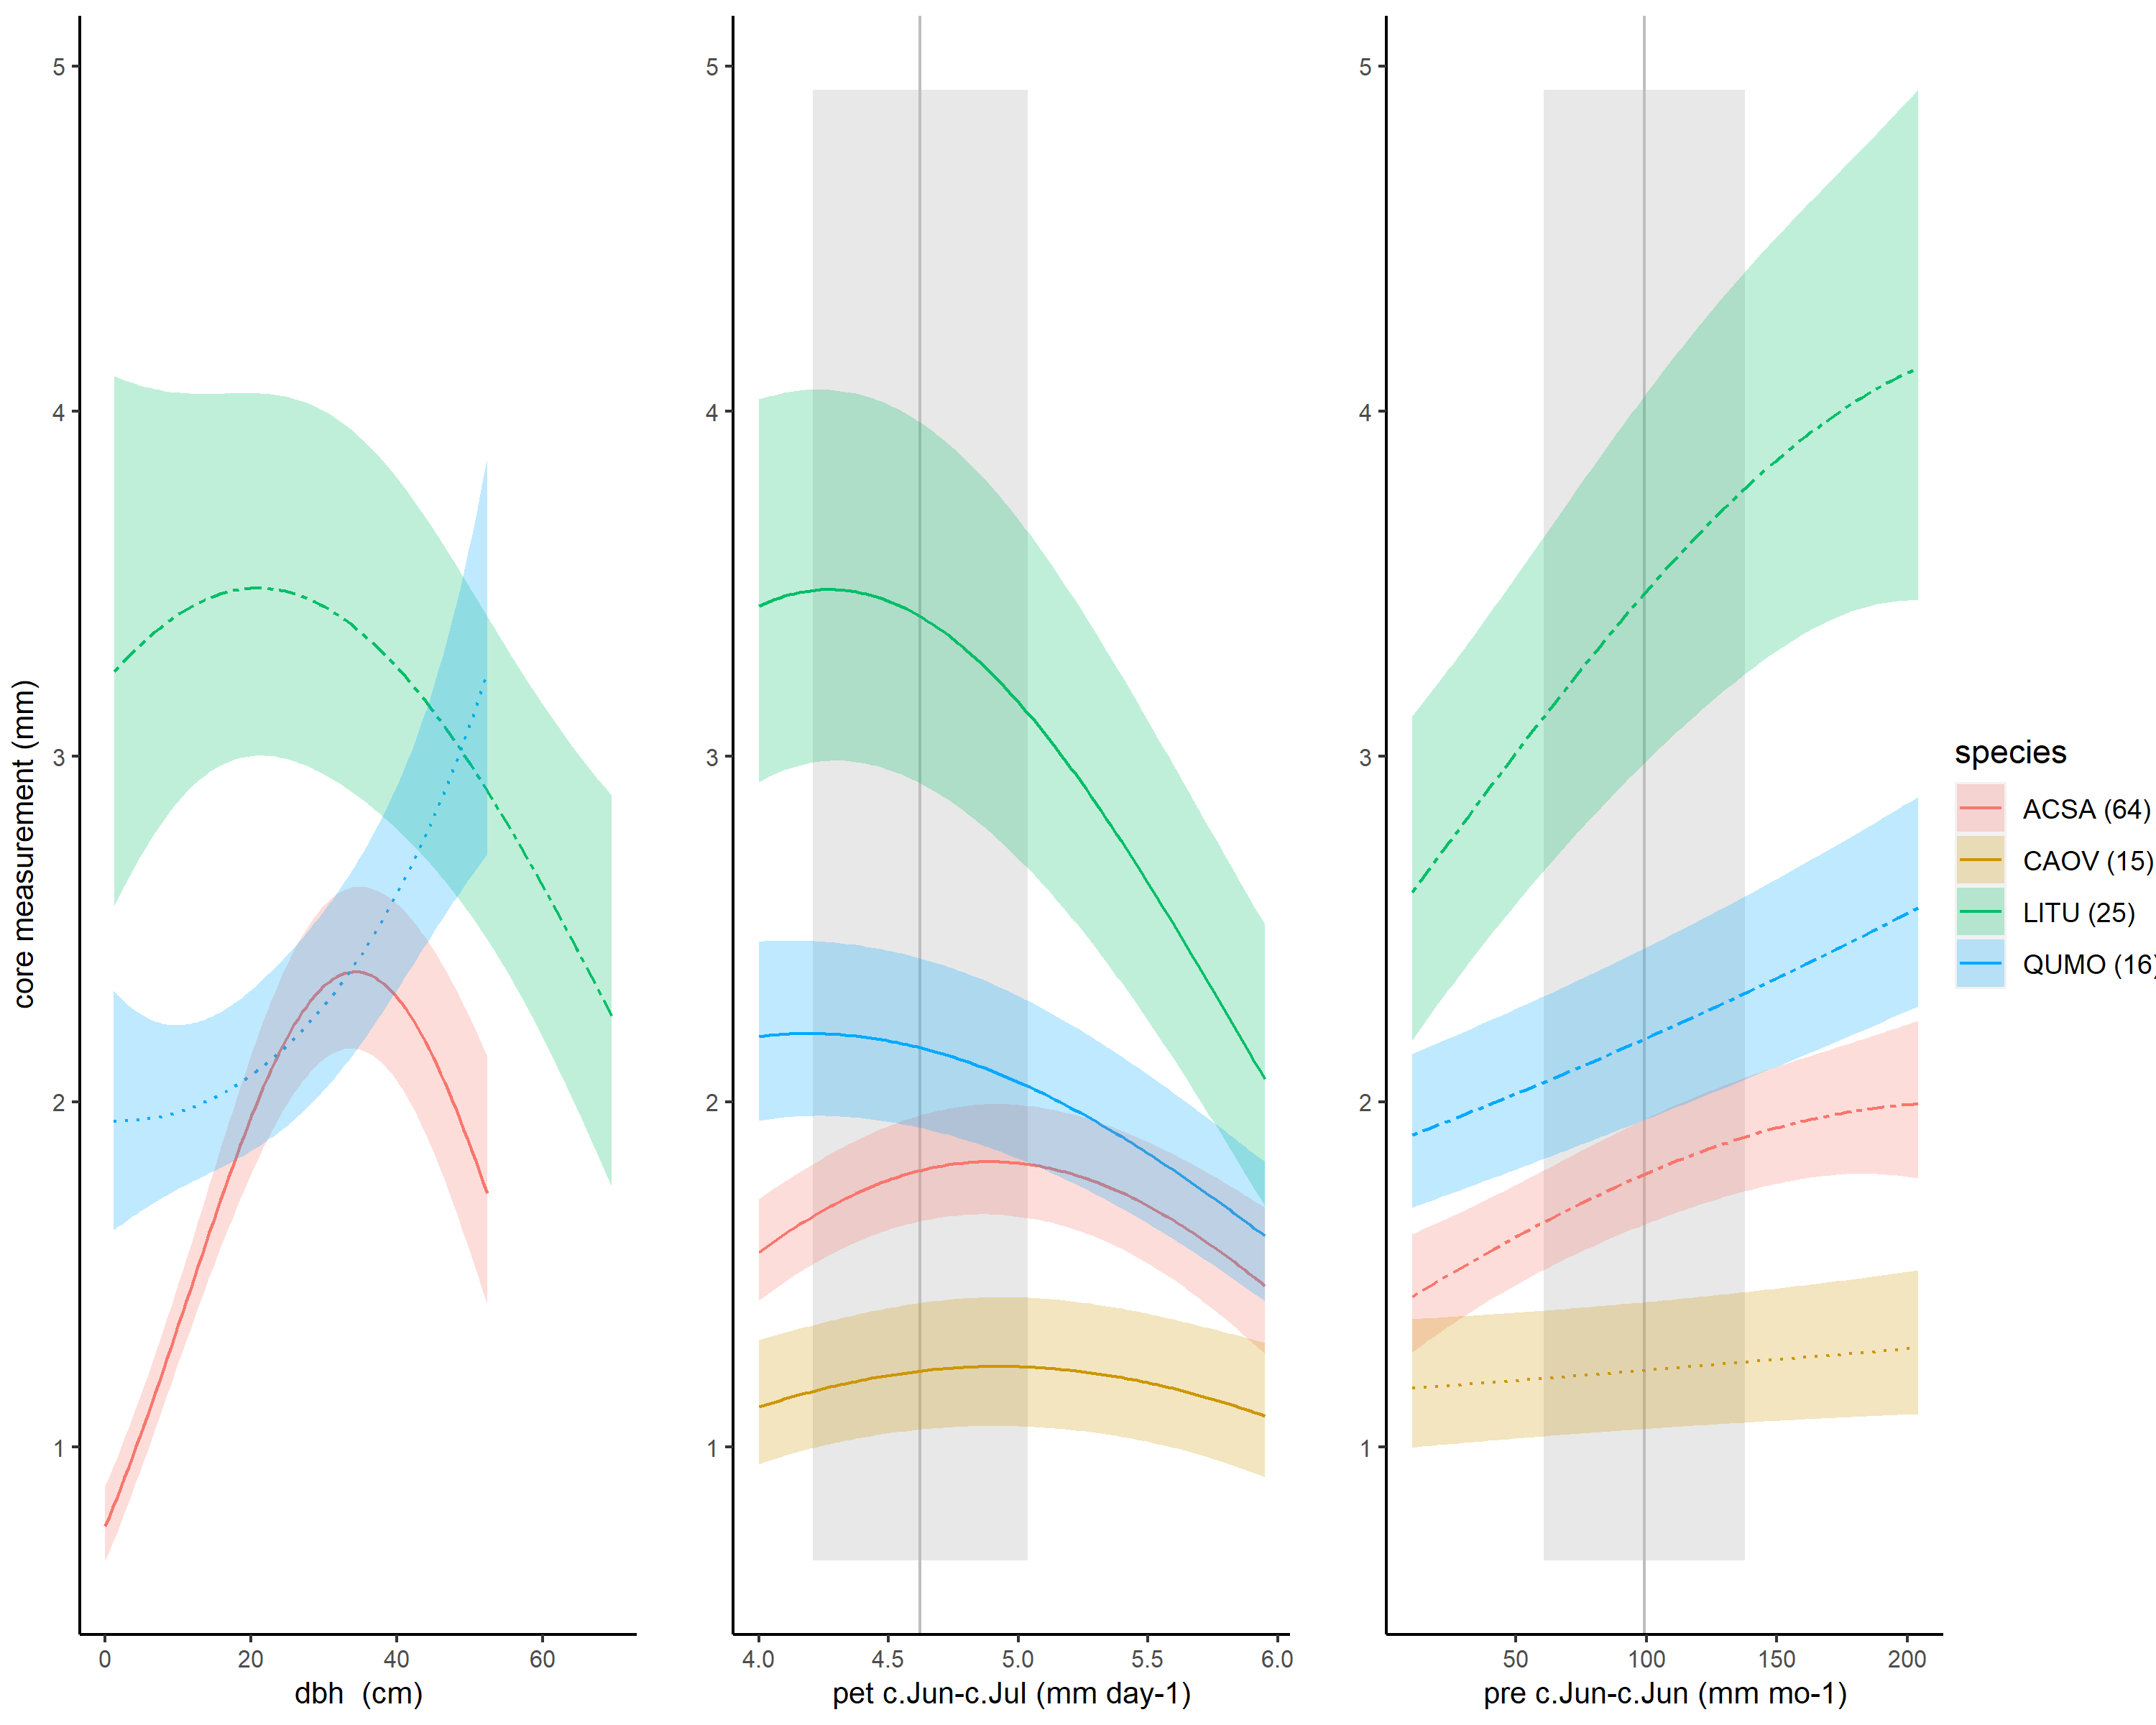 core measurement (mm)
5
4
3
2
1
0 20 40 60
dbh (cm)
5
4
3
2
1
4.0 4.5 5.0 5.5 6.0
pet c.Jun-c.Jul (mm day-1)
5
4
3
2
1
50 100 150 200
pre c.Jun-c.Jun (mm mo-1)
species
ACSA (64)
CAOV (15)
LITU (25)
QUMO (16)